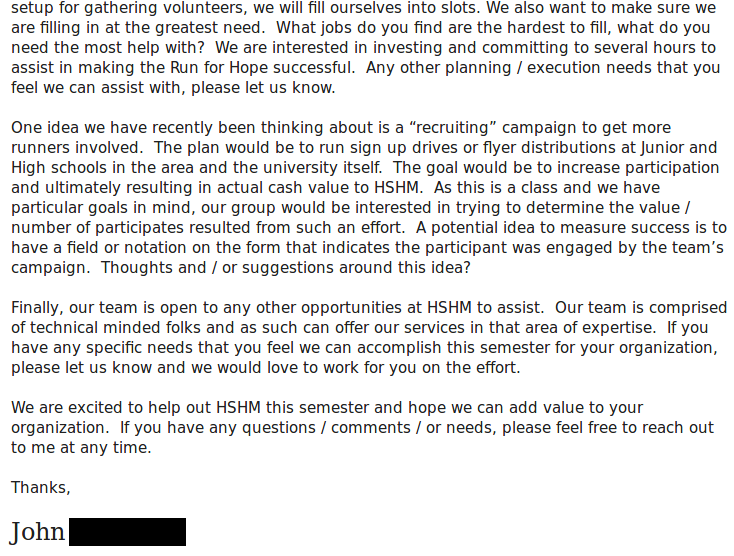 setup for gathering volunteers, we will fill ourselves into slots. We also want to make sure we
are filling in at the greatest need.  What jobs do you find are the hardest to fill, what do you
need the most help with?  We are interested in investing and committing to several hours to
assist in making the Run for Hope successful.  Any other planning / execution needs that you
feel we can assist with, please let us know.
One idea we have recently been thinking about is a “recruiting” campaign to get more
runners involved.  The plan would be to run sign up drives or flyer distributions at Junior and
High schools in the area and the university itself.  The goal would be to increase participation
and ultimately resulting in actual cash value to HSHM.  As this is a class and we have
particular goals in mind, our group would be interested in trying to determine the value /
number of participates resulted from such an effort.  A potential idea to measure success is to
have a field or notation on the form that indicates the participant was engaged by the team’s
campaign.  Thoughts and / or suggestions around this idea?
Finally, our team is open to any other opportunities at HSHM to assist.  Our team is comprised
of technical minded folks and as such can offer our services in that area of expertise.  If you
have any specific needs that you feel we can accomplish this semester for your organization,
please let us know and we would love to work for you on the effort.
We are excited to help out HSHM this semester and hope we can add value to your
organization.  If you have any questions / comments / or needs, please feel free to reach out
to me at any time.
Thanks,
John